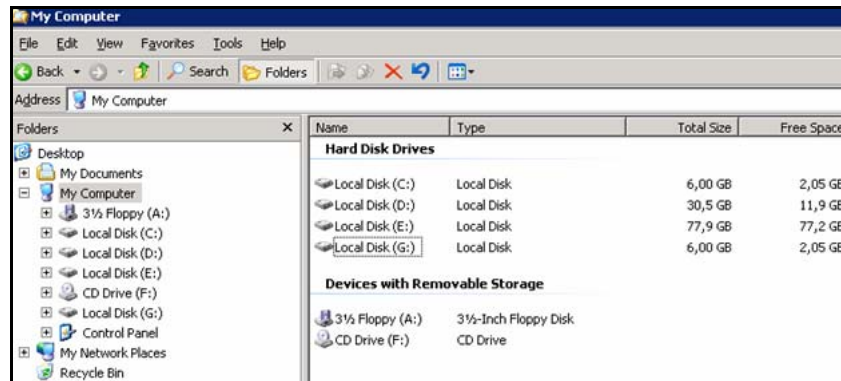 My Computer
File Edit View Favorites Tools Help
Back Search Folders
Address My Computer
Folders x
Desktop
My Documents
My Computer
3½ Floppy (A:)
Local Disk (C:)
Local Disk (D:)
Local Disk (E:)
CD Drive (F:)
Local Disk (G:)
Control Panel
My Network Places
Recycle Bin
Name Type Total Size Free Space
Hard Disk Drives
Local Disk (C:) Local Disk 6,00 GB 2,05 GB
Local Disk (D:) Local Disk 30,5 GB 11,9 GB
Local Disk (E:) Local Disk 77,9 GB 77,2 GB
Local Disk (G:) Local Disk 6,00 GB 2,05 GB
Devices with Removable Storage
3½ Floppy (A:) 3½-Inch Floppy Disk
CD Drive (F:) CD Drive